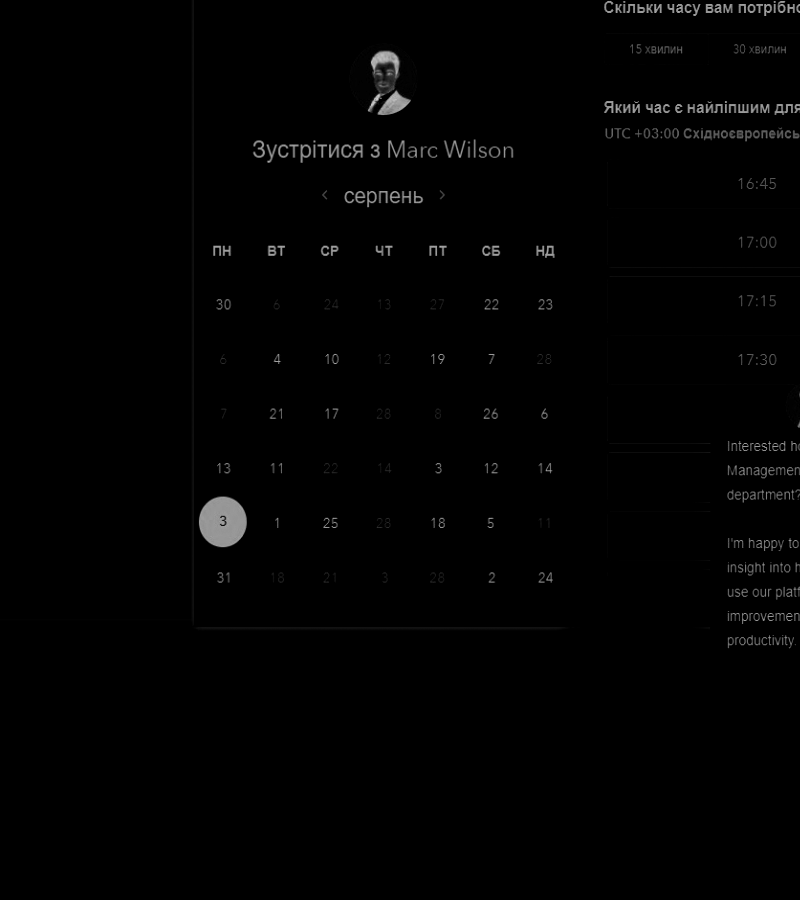 Зустрітися з Marc Wilson
серпень
ПН ВТ СР ЧТ ПТ СБ НД
30 6 24 13 27 22 23
6 4 10 12 19 7 28
7 21 17 28 8 26 6
13 11 22 14 3 12 14
3 1 25 28 18 5 11
31 18 21 3 28 2 24
Скільки часу вам потрібно
15 хвилин 30 хвилин
Який час є найліпшим для
UTC +03:00 Східноєвропейсь
16:45
17:00
17:15
17:30
Interested ho
Managemen
department?
I'm happy to
insight into h
use our platf
improvemen
productivity.